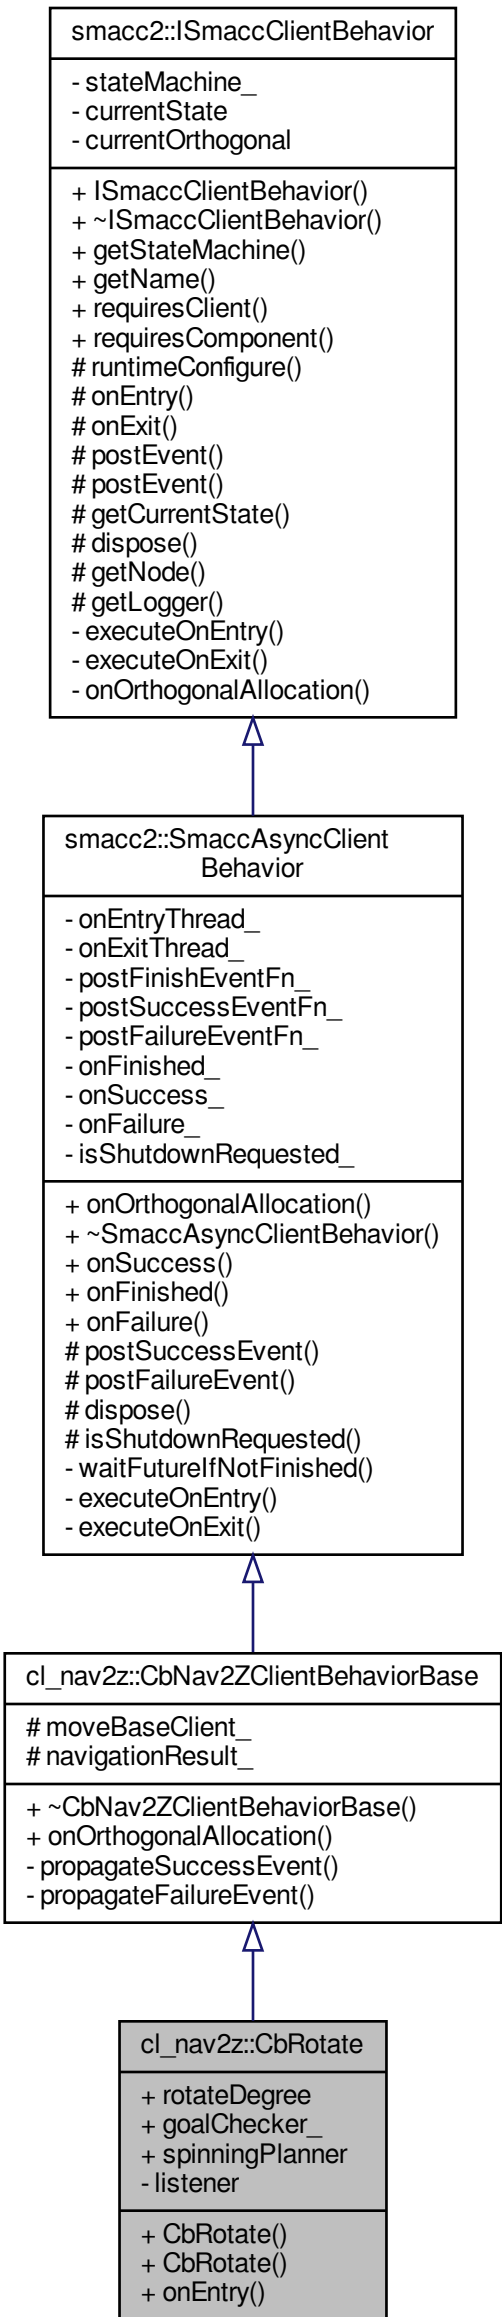 smacc2::ISmaccClientBehavior
- stateMachine_
- currentState
- currentOrthogonal
+ ISmaccClientBehavior()
+ ~ISmaccClientBehavior()
+ getStateMachine()
+ getName()
+ requiresClient()
+ requiresComponent()
# runtimeConfigure()
# onEntry()
# onExit()
# postEvent()
# postEvent()
# getCurrentState()
# dispose()
# getNode()
# getLogger()
- executeOnEntry()
- executeOnExit()
- onOrthogonalAllocation()
smacc2::SmaccAsyncClient
Behavior
- onEntryThread_
- onExitThread_
- postFinishEventFn_
- postSuccessEventFn_
- postFailureEventFn_
- onFinished_
- onSuccess_
- onFailure_
- isShutdownRequested_
+ onOrthogonalAllocation()
+ ~SmaccAsyncClientBehavior()
+ onSuccess()
+ onFinished()
+ onFailure()
# postSuccessEvent()
# postFailureEvent()
# dispose()
# isShutdownRequested()
- waitFutureIfNotFinished()
- executeOnEntry()
- executeOnExit()
cl_nav2z::CbNav2ZClientBehaviorBase
# moveBaseClient_
# navigationResult_
+ ~CbNav2ZClientBehaviorBase()
+ onOrthogonalAllocation()
- propagateSuccessEvent()
- propagateFailureEvent()
cl_nav2z::CbRotate
+ rotateDegree
+ goalChecker_
+ spinningPlanner
- listener
+ CbRotate()
+ CbRotate()
+ onEntry()